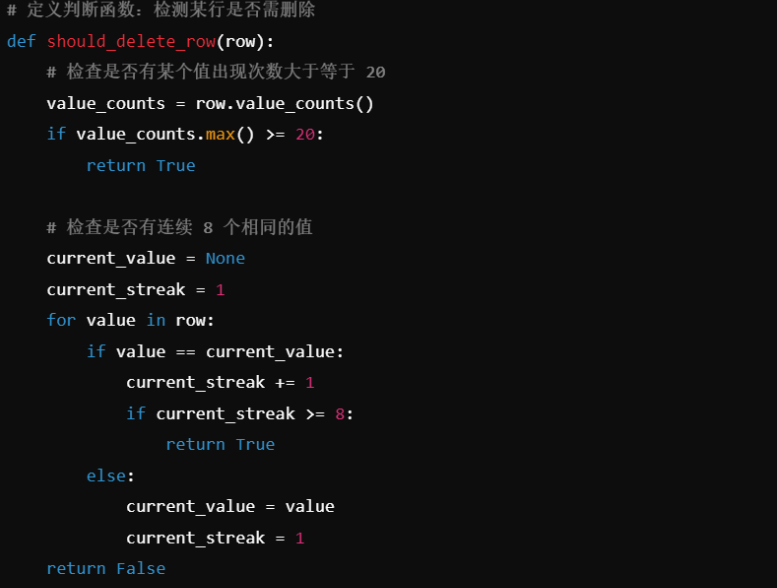 # 定义判断函数：检测某行是否需删除
def should_delete_row(row):
    # 检查是否有某个值出现次数大于等于 20
    value_counts = row.value_counts()
    if value_counts.max() >= 20:
        return True

    # 检查是否有连续 8 个相同的值
    current_value = None
    current_streak = 1
    for value in row:
        if value == current_value:
            current_streak += 1
            if current_streak >= 8:
                return True
        else:
            current_value = value
            current_streak = 1
    return False